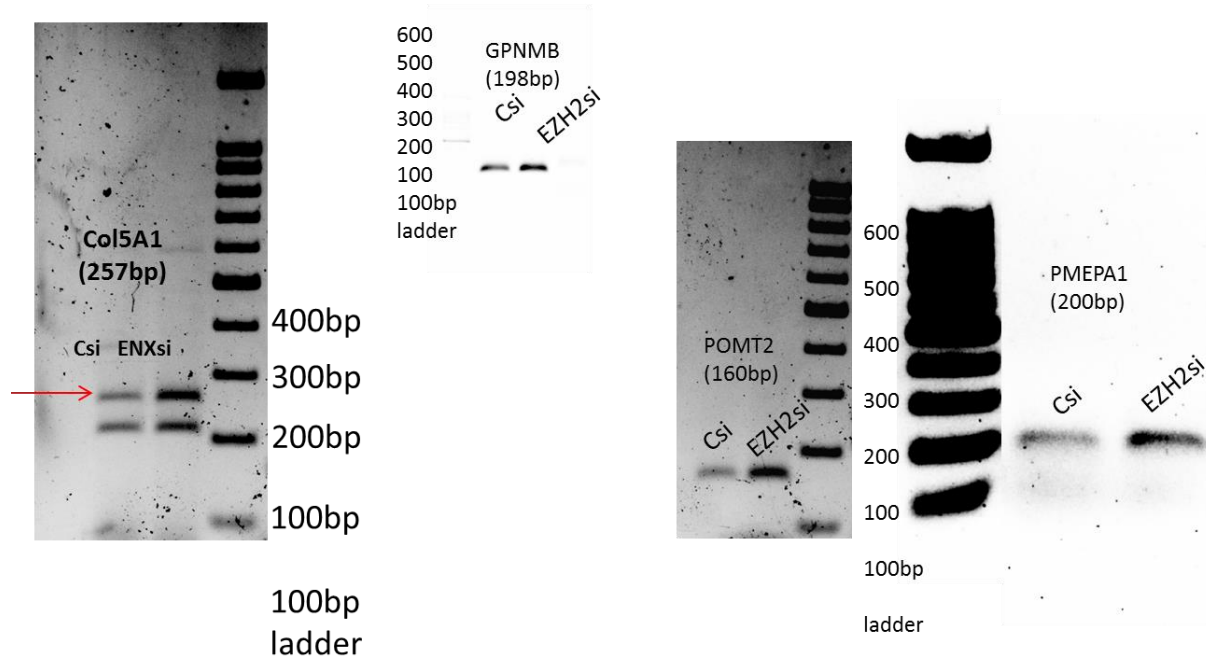 Col5A1
(257bp)
Csi ENXsi
400bp
300bp
200bp
100bp
100bp
ladder
600
500
400
300
200
100
100bp
ladder
GPNMB
(198bp)
Csi
EZH2si
POMT2
(160bp)
Csi
EZH2si
600
500
400
300
200
100
100bp
ladder
PMEPA1
(200bp)
Csi
EZH2si